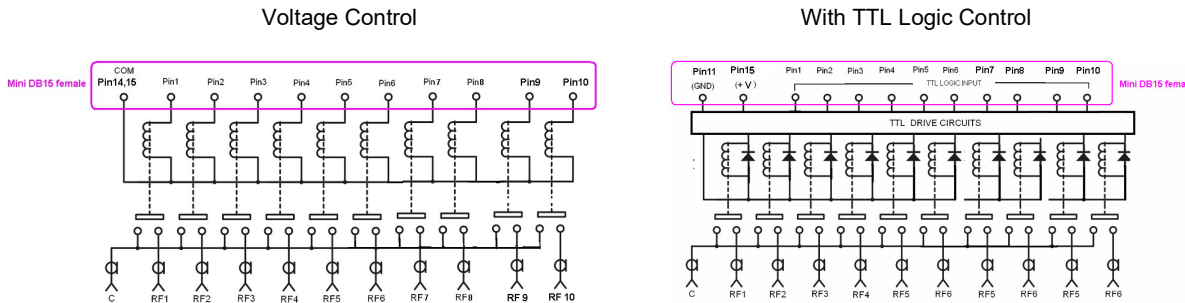 Voltage Control
With TTL Logic Control
Mini DB15 female
COM
Pin14,15 Pin1 Pin2 Pin3 Pin4 Pin5 Pin6 Pin7 Pin8 Pin9 Pin10
Pin11 Pin15 Pin1 Pin2 Pin3 Pin4 Pin5 Pin6 Pin7 Pin8 Pin9 Pin10
(GND) (+ V) TTL LOGIC INPUT
Mini DB15 fema
TTL DRIVE CIRCUITS
C RF1 RF2 RF3 RF4 RF5 RF6 RF7 RF8 RF 9 RF 10
C RF1 RF2 RF3 RF4 RF5 RF6 RF5 RF6 RF5 RF6